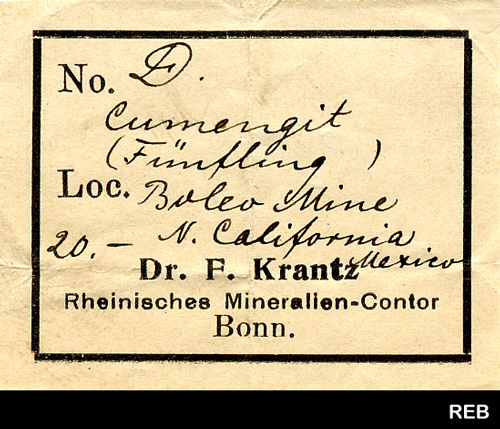 No. D.
Cumengit
(Fünfling)
Loc. Boleo Mine
20.— N. California
Mexico
Dr. F. Krantz
Rheinisches Mineralien-Contor
Bonn.
REB